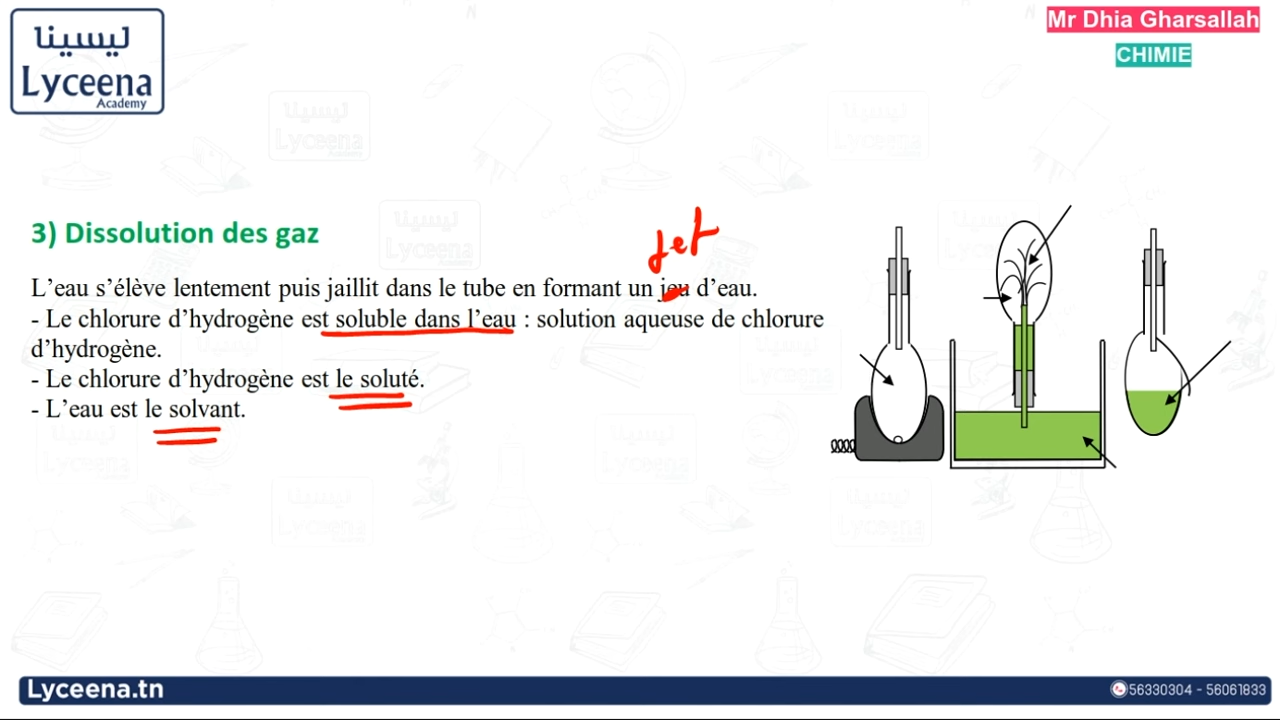 ليسينا
Lyceena
Academy
Mr Dhia Gharsallah
CHIMIE
3) Dissolution des gaz
jet
L'eau s'élève lentement puis jaillit dans le tube en formant un jeu d'eau.
- Le chlorure d'hydrogène est soluble dans l'eau : solution aqueuse de chlorure
d'hydrogène.
- Le chlorure d'hydrogène est le soluté.
- L'eau est le solvant.
Lyceena.tn
56330304 - 56061833